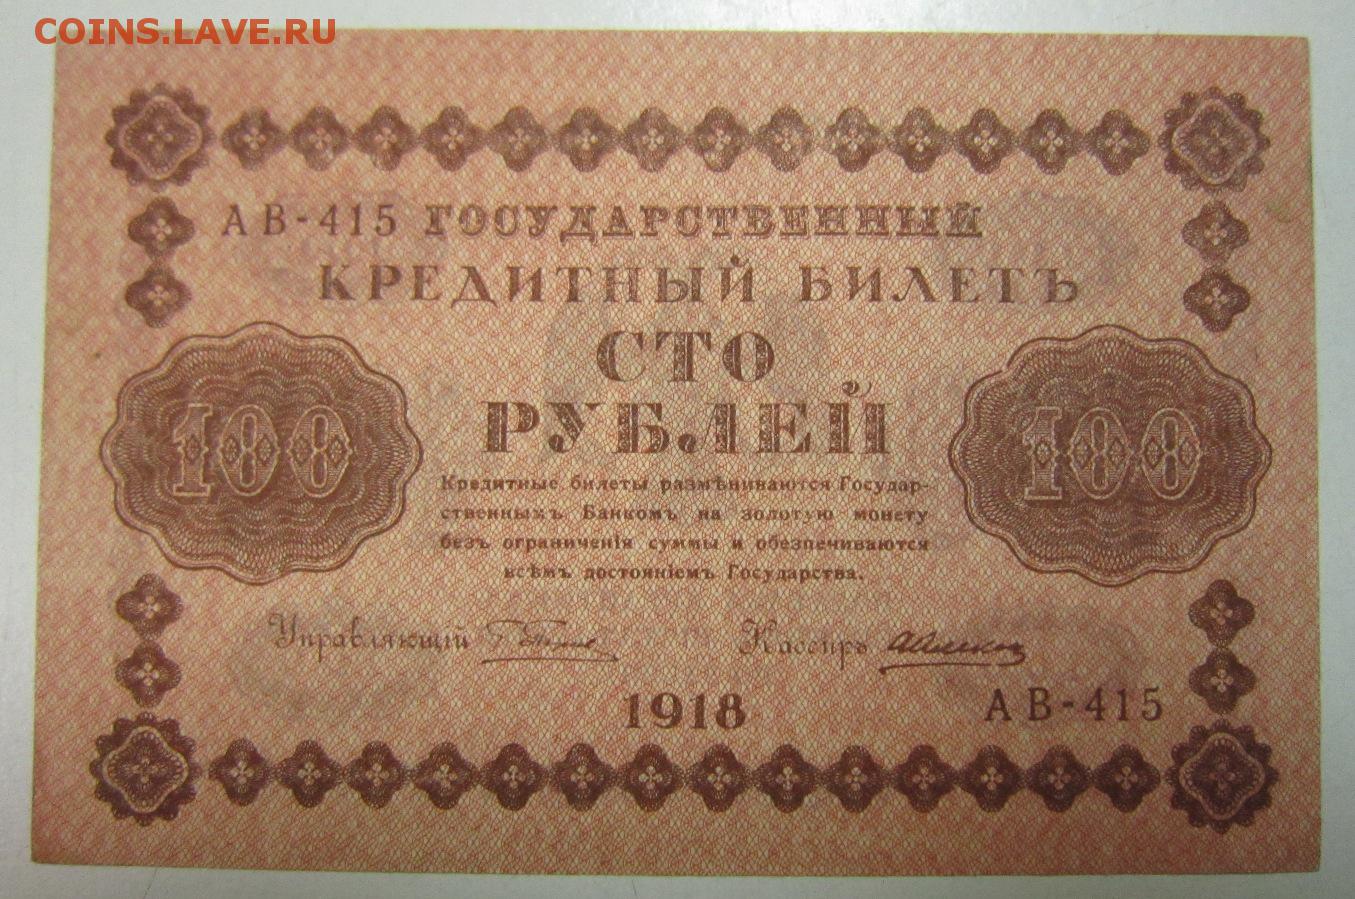 COINS.LAVE.RU
АВ-415 ГОСУДАРСТВЕННЫЙ
КРЕДИТНЫЙ БИЛЕТЪ
СТО
РУБЛЕЙ
100 100
Кредитные билеты размѣниваются Государ-
ственнымъ Банкомъ на золотую монету
безъ ограниченія суммы и обезпечиваются
всѣмъ достояніемъ Государства.
Управляющій Кассиръ
1918
АВ-415